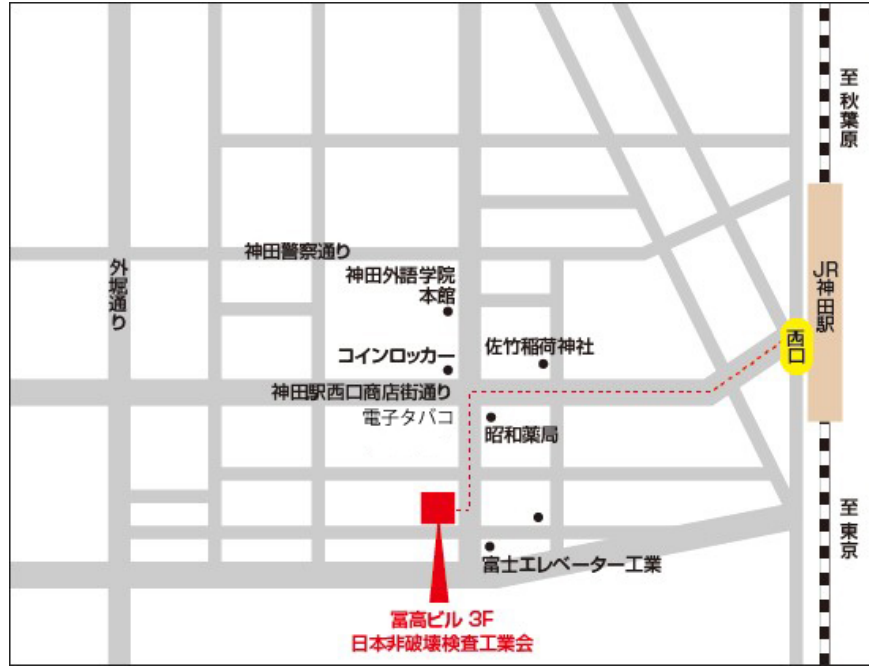 至秋葉原
神田警察通り
外堀通り
神田外語学院
本館
JR神田駅
西口
コインロッカー
佐竹稲荷神社
神田駅西口商店街通り
電子タバコ
昭和薬局
至東京
富士エレベーター工業
冨高ビル 3F
日本非破壊検査工業会